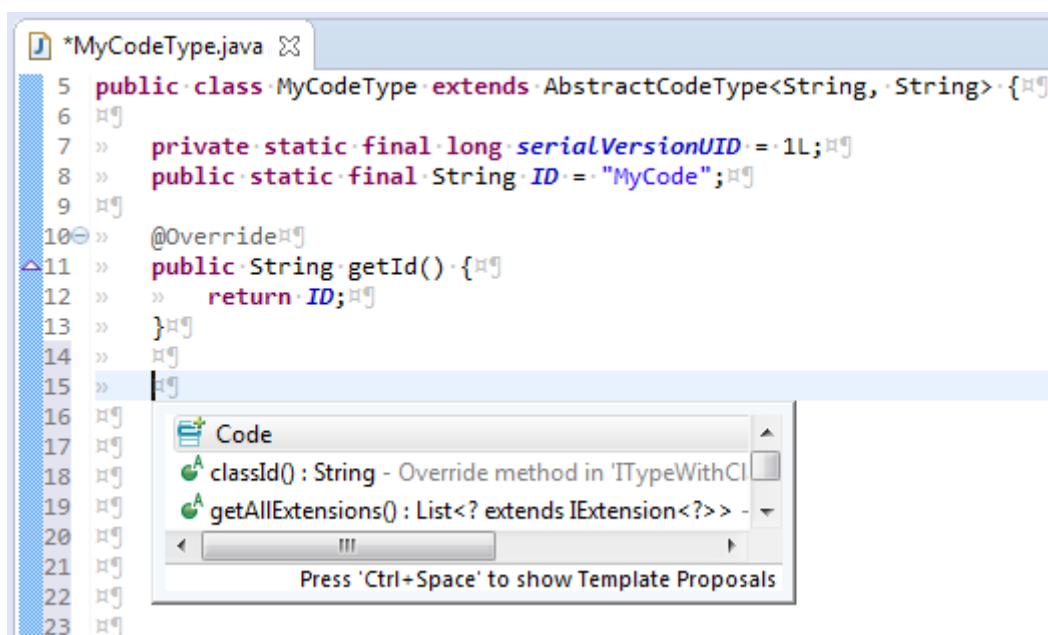 *MyCodeType.java
5 public class MyCodeType extends AbstractCodeType<String, String> {¤¶
6 ¤¶
7 » private static final long serialVersionUID = 1L;¤¶
8 » public static final String ID = "MyCode";¤¶
9 ¤¶
10 » @Override¤¶
11 » public String getId() {¤¶
12 » » return ID;¤¶
13 » }¤¶
14 » ¤¶
15 » ¤¶
16 ¤¶
Code
17 ¤¶
18 ¤¶
classId() : String - Override method in 'ITypeWithCl
19 ¤¶
getAllExtensions() : List<? extends IExtension<?>> -
20 ¤¶
21 ¤¶
Press 'Ctrl+Space' to show Template Proposals
22 ¤¶
23 ¤¶